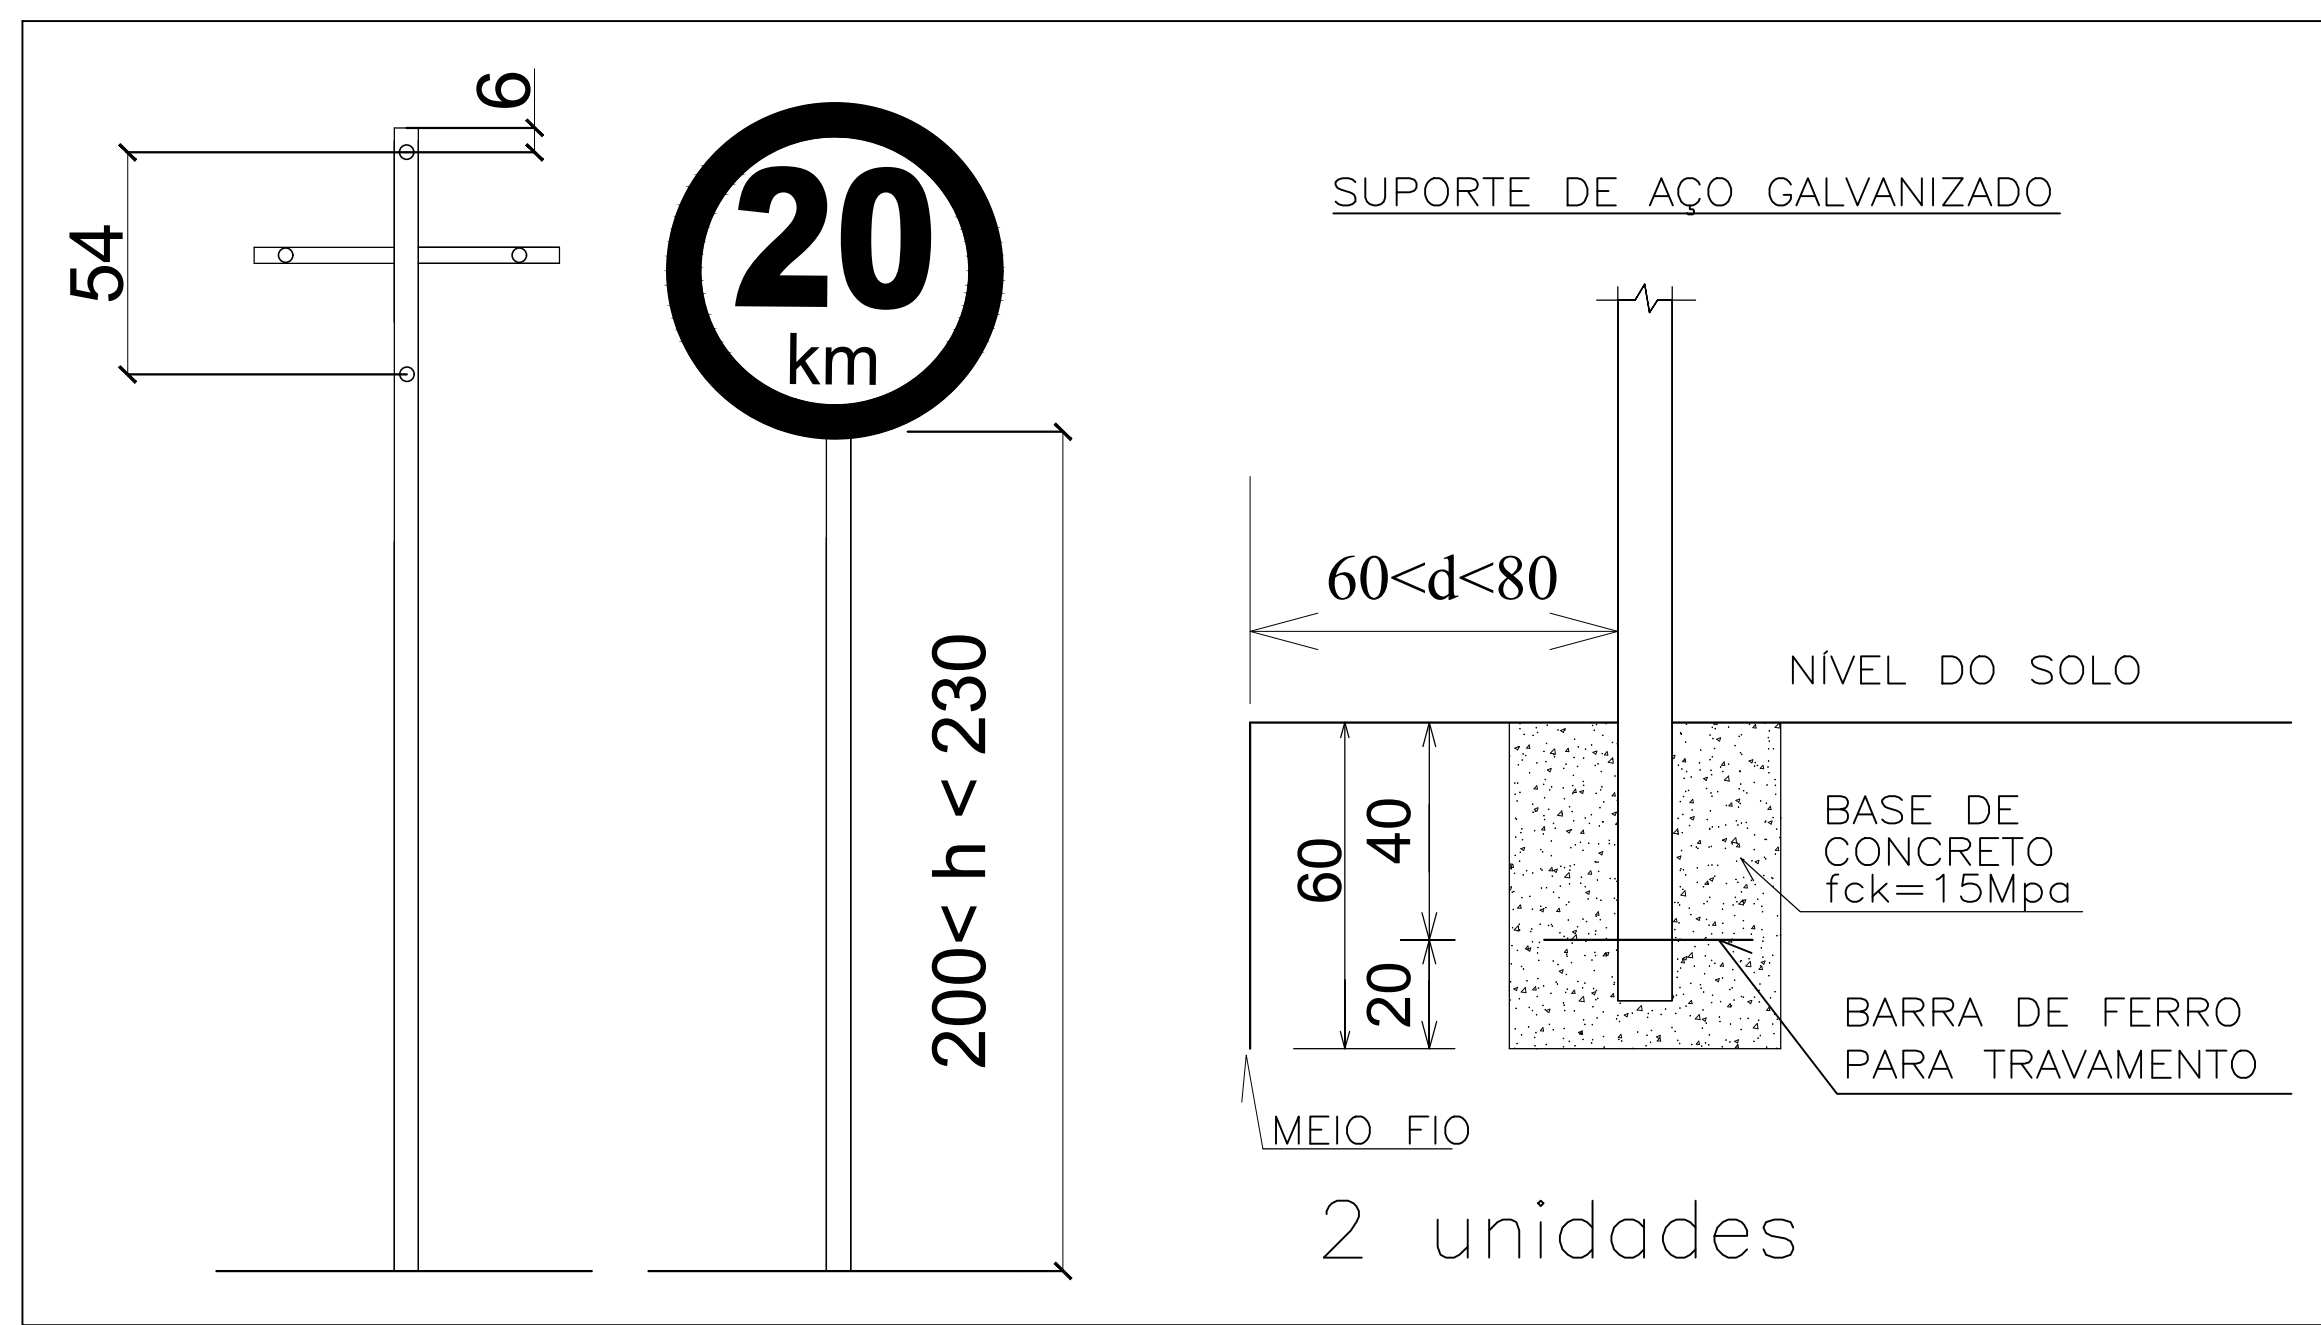 6
54
20
km
200< h < 230
SUPORTE DE AÇO GALVANIZADO
60<d<80
NÍVEL DO SOLO
60
40
20
BASE DE
CONCRETO
fck=15Mpa
BARRA DE FERRO
PARA TRAVAMENTO
MEIO FIO
2 unidades